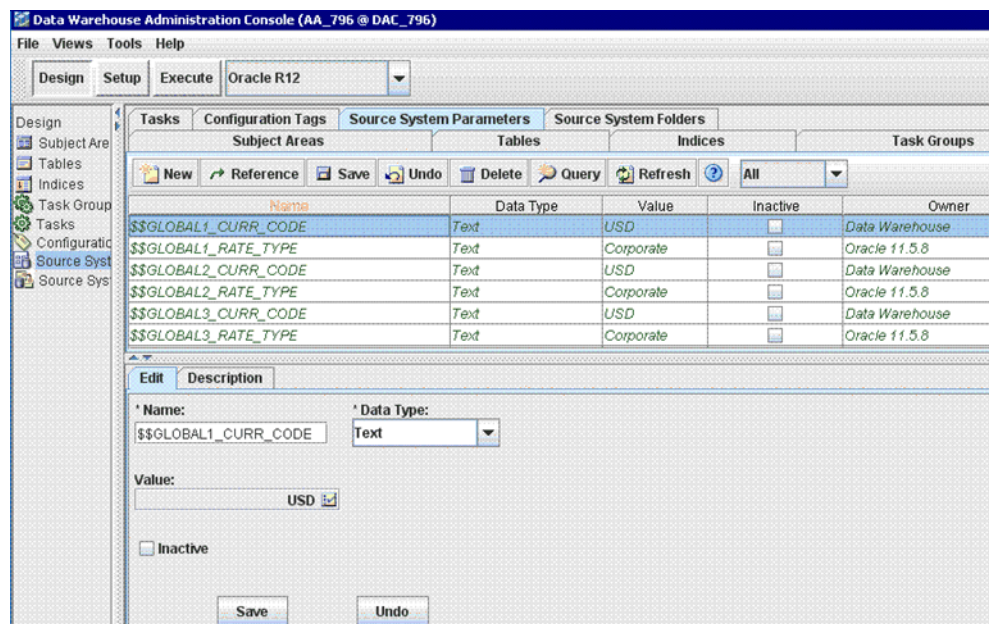 Data Warehouse Administration Console (AA_796 @ DAC_796)
File Views Tools Help
Design Setup Execute Oracle R12
Design
Subject Are
Tables
Indices
Task Group
Tasks
Configuratio
Source Syst
Source Sys
Tasks Configuration Tags Source System Parameters Source System Folders
Subject Areas Tables Indices Task Groups
New Reference Save Undo Delete Query Refresh ? All
Name Data Type Value Inactive Owner
$$GLOBAL1_CURR_CODE Text USD Data Warehouse
$$GLOBAL1_RATE_TYPE Text Corporate Oracle 11.5.8
$$GLOBAL2_CURR_CODE Text USD Data Warehouse
$$GLOBAL2_RATE_TYPE Text Corporate Oracle 11.5.8
$$GLOBAL3_CURR_CODE Text USD Data Warehouse
$$GLOBAL3_RATE_TYPE Text Corporate Oracle 11.5.8
Edit Description
* Name: * Data Type:
$$GLOBAL1_CURR_CODE Text
Value:
USD
Inactive
Save Undo